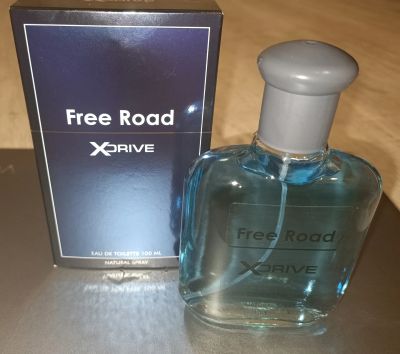 Free Road
XDRIVE
EAU DE TOILETTE 100 ML
NATURAL SPRAY
Free Road
XDRIVE